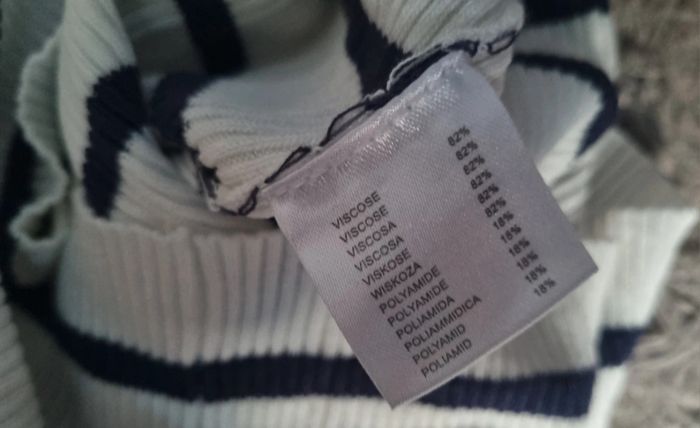 VISCOSE 82%
VISCOSE 82%
VISCOSA 82%
VISCOSA 82%
VISKOSE 82%
WISKOZA 82%
POLYAMIDE 18%
POLYAMIDE 18%
POLIAMIDA 18%
POLIAMMIDICA 18%
POLYAMID 18%
POLIAMID 18%